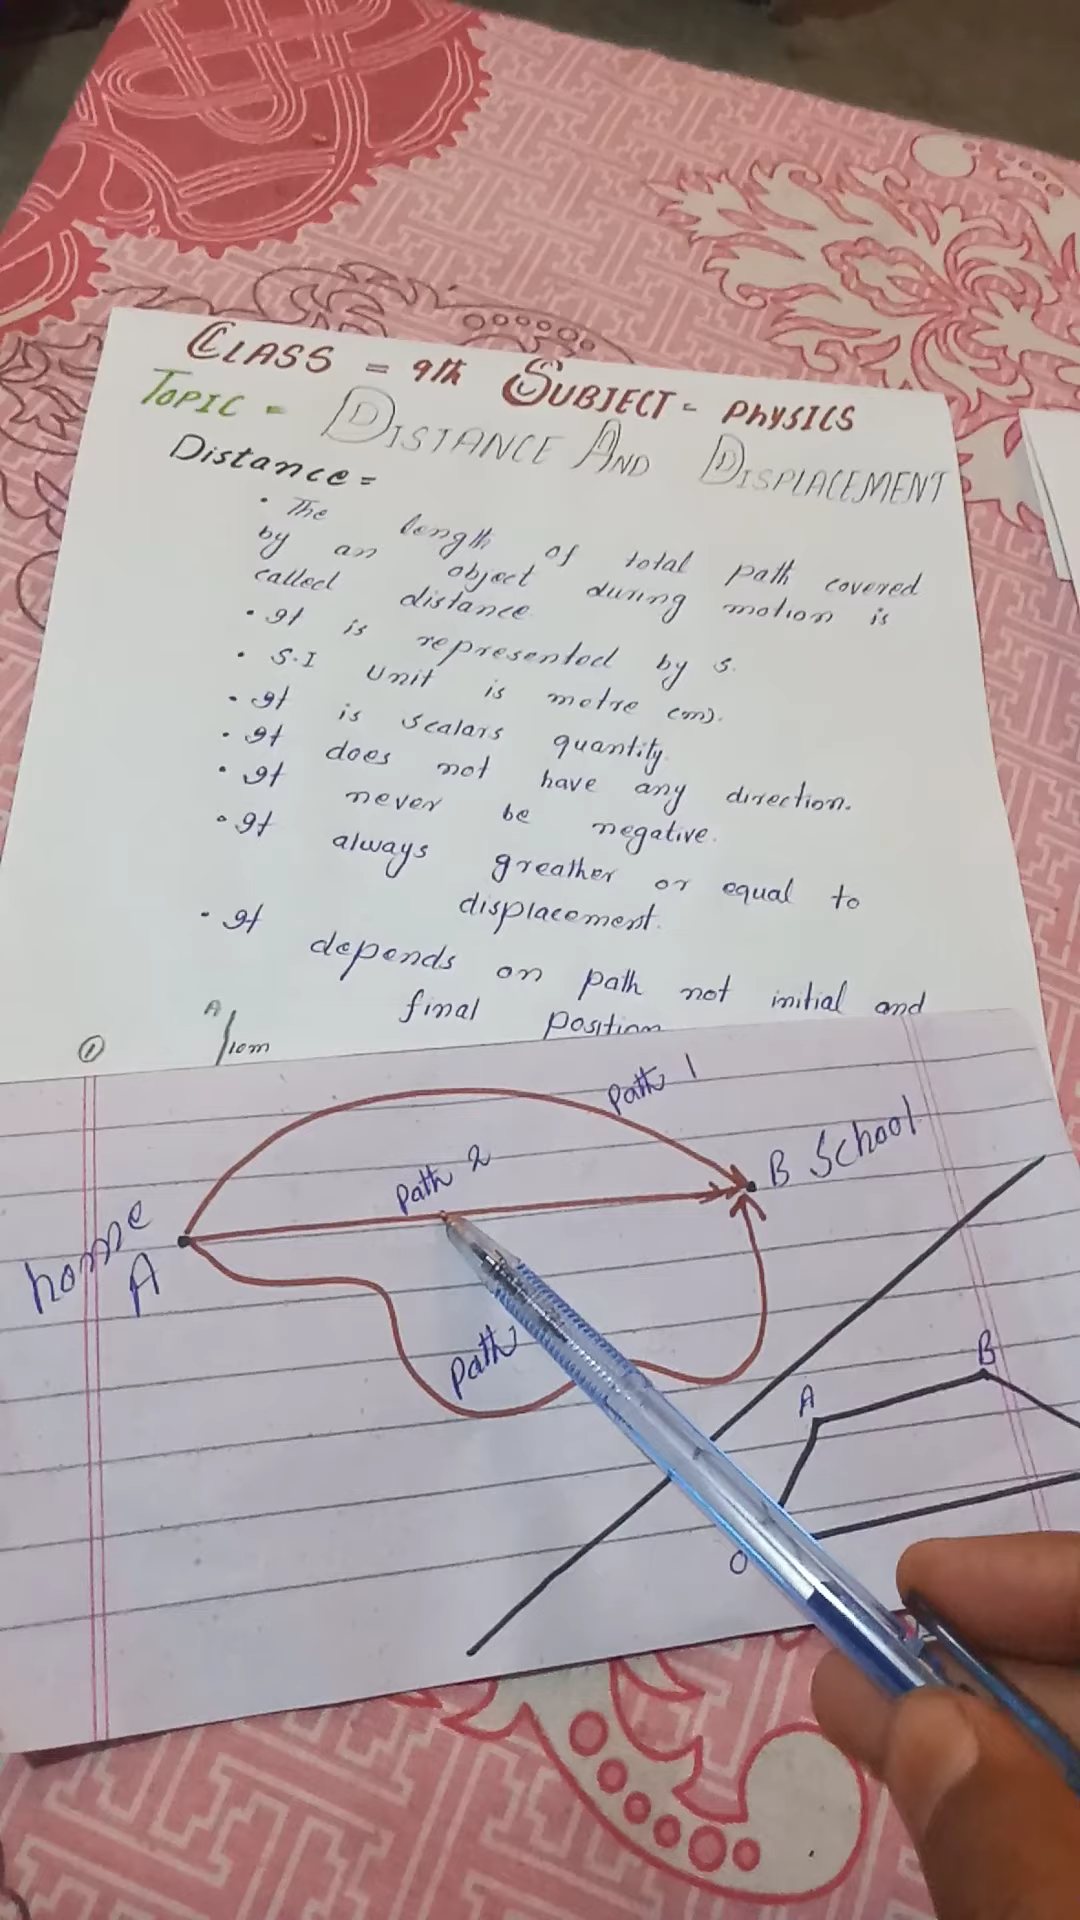 CLASS = 9th SUBJECT - PhYSICS
TOPIC = DISTANCE AND DISPLACEMENT
Distance =
• The length of total path covered
by an object during motion is
called distance.
• It is represented by s.
• S.I Unit is metre (m).
• It is scalars quantity.
• It does not have any direction.
• It never be negative.
• It always greather or equal to
displacement.
• It depends on path not initial and
final position
① A
10m
Path 1
Path 2
B School
home
A
Path
A
B
O